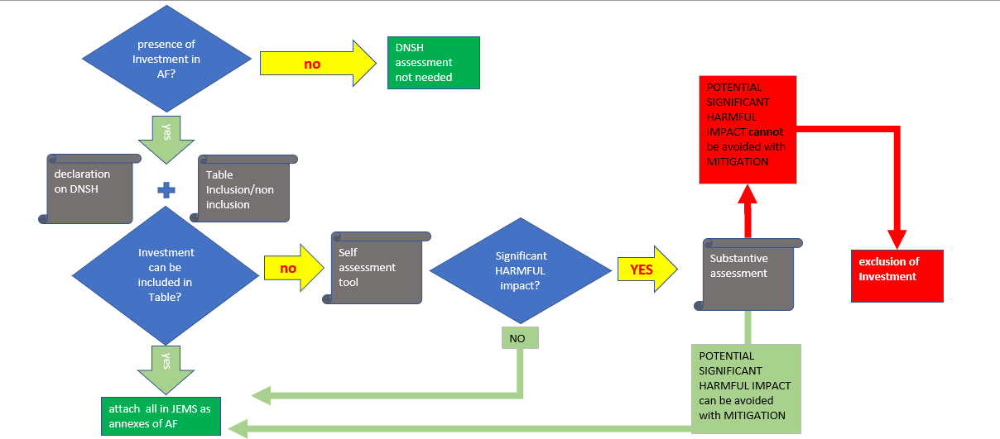 presence of
Investment in
AF?
no
DNSH
assessment
not needed
yes
declaration
on DNSH
Table
Inclusion/non
inclusion
Investment
can be
included in
Table?
no
Self
assessment
tool
Significant
HARMFUL
impact?
YES
Substantive
assessment
POTENTIAL
SIGNIFICANT
HARMFUL
IMPACT cannot
be avoided with
MITIGATION
exclusion of
Investment
NO
yes
POTENTIAL
SIGNIFICANT
HARMFUL IMPACT
can be avoided
with MITIGATION
attach all in JEMS as
annexes of AF